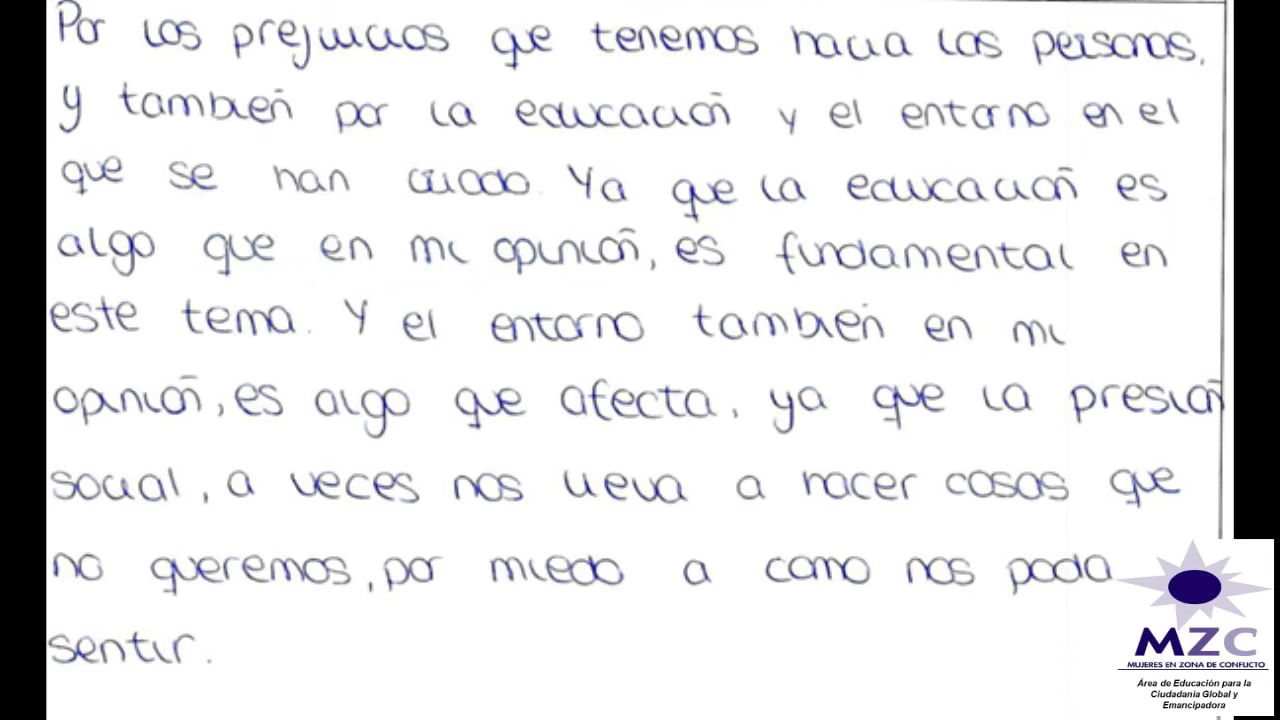 Por los prejuicios que tenemos hacia las personas,
y también por la educación y el entorno en el
que se han criado. Ya que la educación es
algo que en mi opinión, es fundamental en
este tema. Y el entorno también en mi
opinión, es algo que afecta, ya que la presión
social, a veces nos lleva a hacer cosas que
no queremos, por miedo a como nos poda
sentir.
MZC
MUJERES EN ZONA DE CONFLICTO
Área de Educación para la
Ciudadanía Global y
Emancipadora